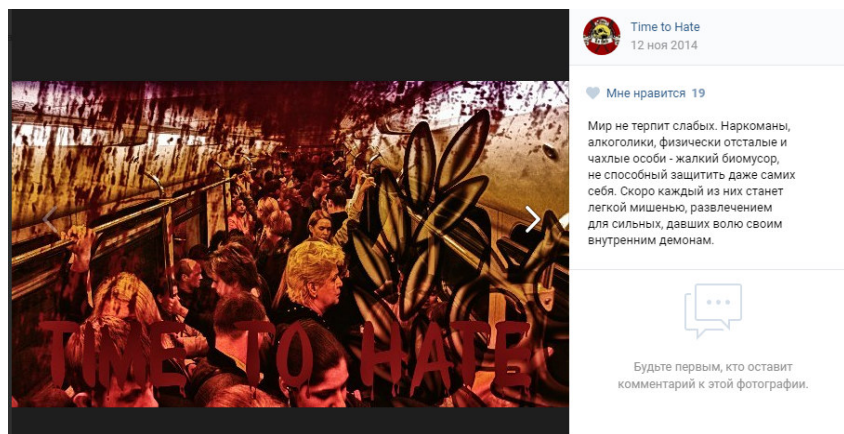 Time to Hate
12 ноя 2014
Мне нравится 19
Мир не терпит слабых. Наркоманы,
алкоголики, физически отсталые и
чахлые особи - жалкий биомусор,
не способный защитить даже самих
себя. Скоро каждый из них станет
легкой мишенью, развлечением
для сильных, давших волю своим
внутренним демонам.
TIME TO HATE
Будьте первым, кто оставит
комментарий к этой фотографии.